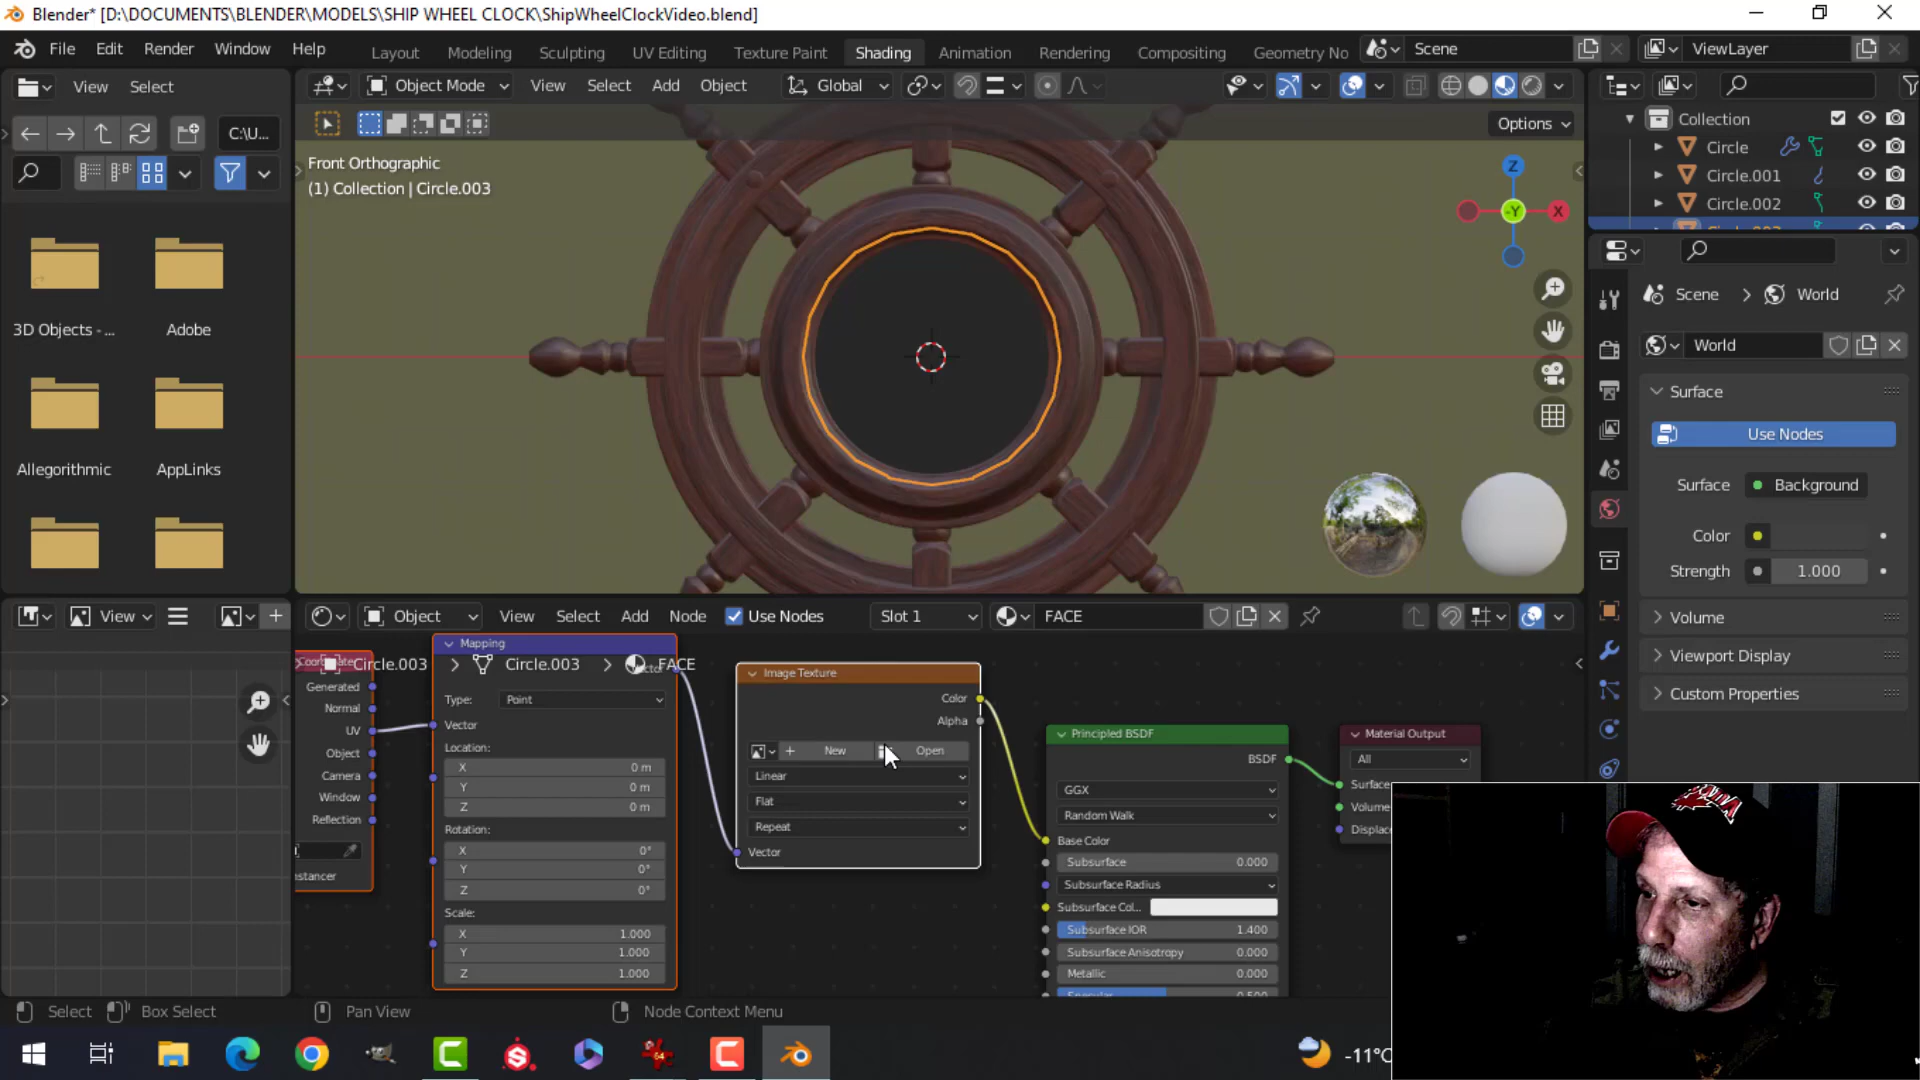 Blender* [D:\DOCUMENTS\BLENDER\MODELS\SHIP WHEEL CLOCK\ShipWheelClockVideo.blend]
File Edit Render Window Help Layout Modeling Sculpting UV Editing Texture Paint Shading Animation Rendering Compositing Geometry No Scene ViewLayer
View Select Object Mode View Select Add Object Global
C:\U...
Options
Collection
Circle
Circle.001
Circle.002
Front Orthographic
(1) Collection | Circle.003
Z
-Y
X
3D Objects - ...
Adobe
Allegorithmic
AppLinks
Scene > World
World
Surface
Use Nodes
Surface Background
Color
Strength 1.000
Volume
Viewport Display
Custom Properties
View Object View Select Add Node Use Nodes Slot 1 FACE
Circle.003 > Circle.003 > FACE
Generated
Normal
UV
Object
Camera
Window
Reflection
nstancer
Mapping
Type: Point
Vector
Location:
X 0 m
Y 0 m
Z 0 m
Rotation:
X 0°
Y 0°
Z 0°
Scale:
X 1.000
Y 1.000
Z 1.000
Image Texture
Color
Alpha
New Open
Linear
Flat
Repeat
Vector
Principled BSDF
BSDF
GGX
Random Walk
Base Color
Subsurface 0.000
Subsurface Radius
Subsurface Col...
Subsurface IOR 1.400
Subsurface Anisotropy 0.000
Metallic 0.000
Material Output
All
Surface
Volume
Displac
Select Box Select Pan View Node Context Menu
-11°C